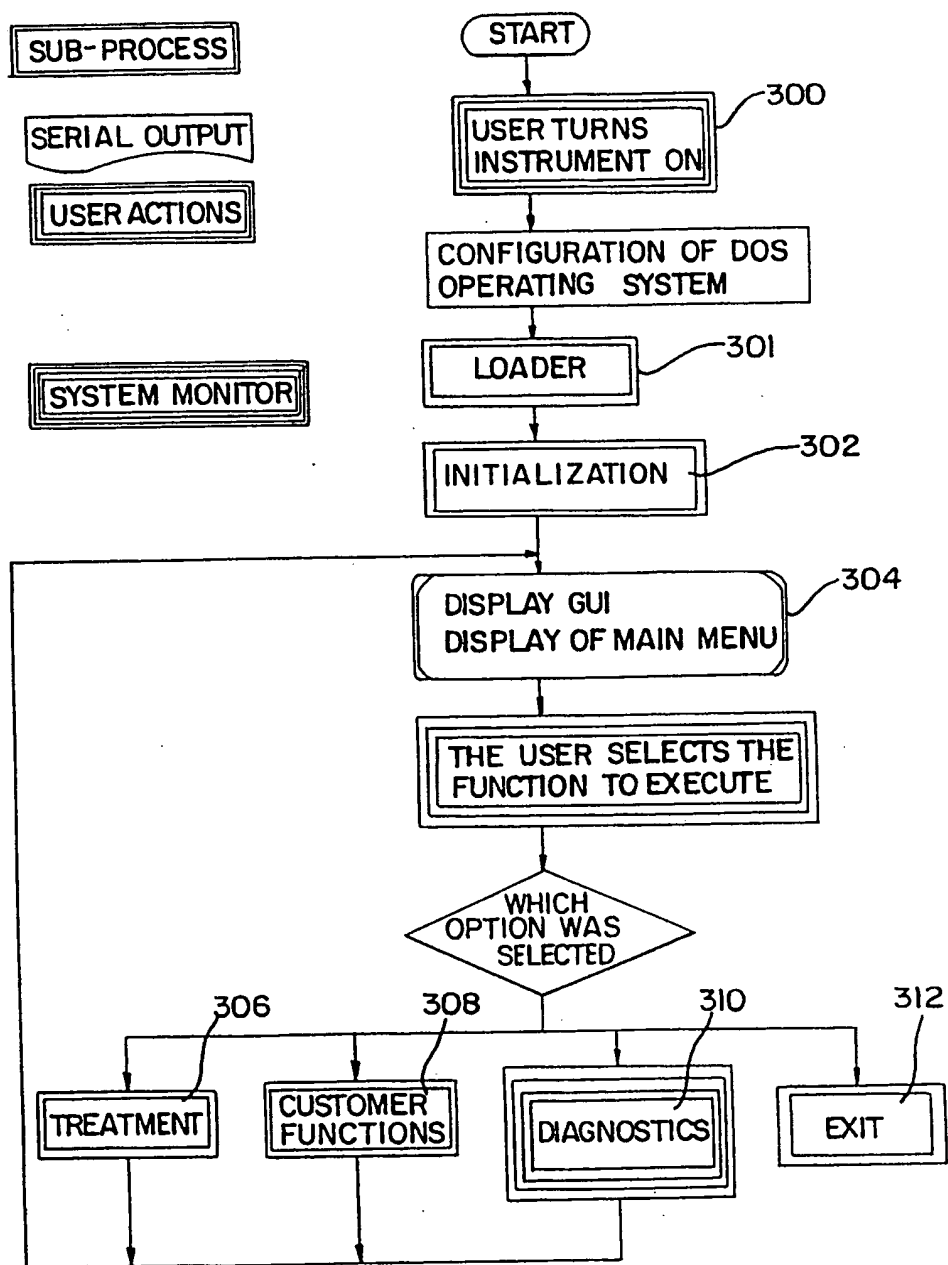 SUB-PROCESS
SERIAL OUTPUT
USER ACTIONS
SYSTEM MONITOR
START
300
USER TURNS
INSTRUMENT ON
CONFIGURATION OF DOS
OPERATING SYSTEM
301
LOADER
302
INITIALIZATION
304
DISPLAY GUI
DISPLAY OF MAIN MENU
THE USER SELECTS THE
FUNCTION TO EXECUTE
WHICH
OPTION WAS
SELECTED
306
308
310
312
TREATMENT
CUSTOMER
FUNCTIONS
DIAGNOSTICS
EXIT